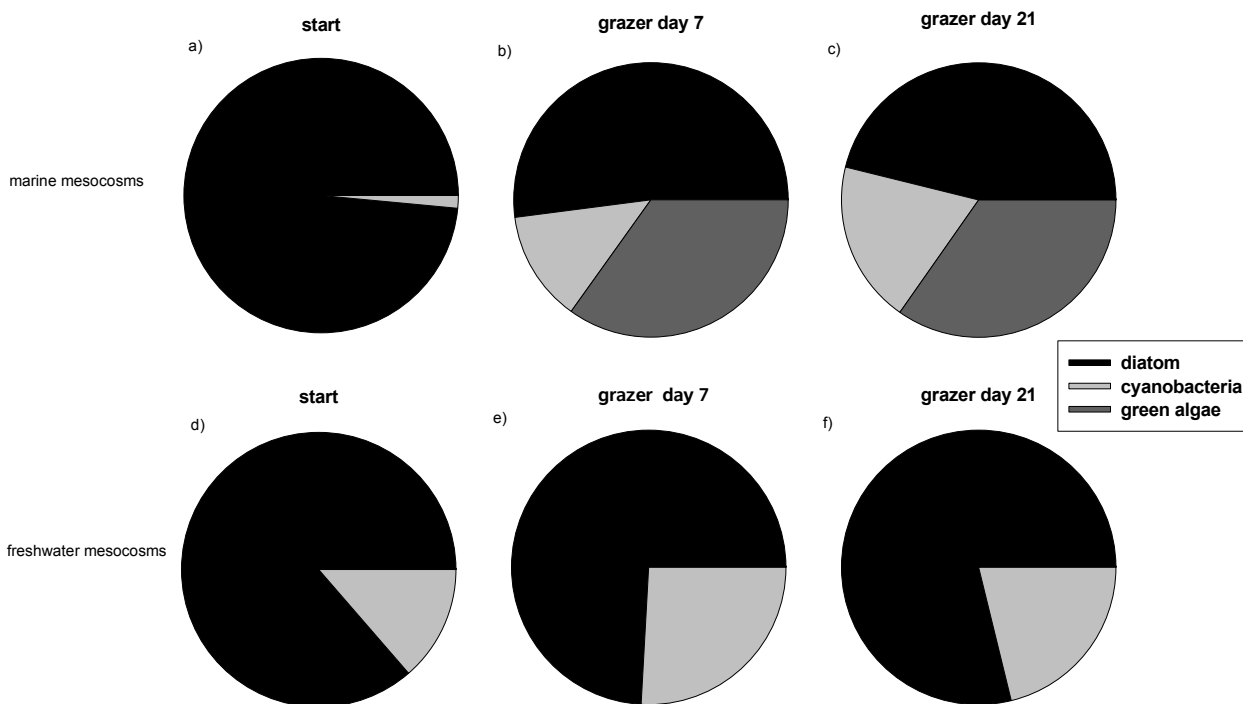 start
grazer day 7
grazer day 21
a)
b)
c)
marine mesocosms
diatom
cyanobacteria
green algae
start
grazer  day 7
grazer day 21
d)
e)
f)
freshwater mesocosms